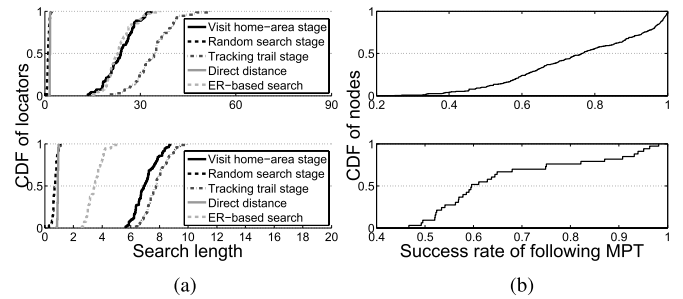 CDF of locators
1
0.5
0
0 30 60 90
Visit home-area stage
Random search stage
Tracking trail stage
Direct distance
ER-based search
1
0.5
0
0 2 4 6 8 10 12 14 16 18 20
Visit home-area stage
Random search stage
Tracking trail stage
Direct distance
ER-based search
Search length
(a)
CDF of nodes
1
0.5
0
0.2 0.4 0.6 0.8 1
1
0.5
0
0.4 0.5 0.6 0.7 0.8 0.9 1
Success rate of following MPT
(b)